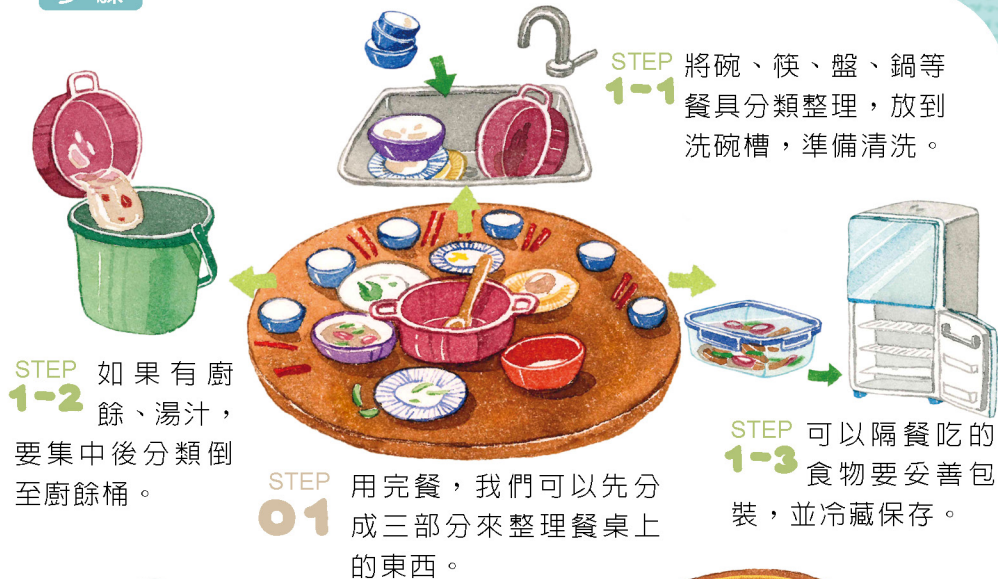 STEP 1-1
將碗、筷、盤、鍋等
餐具分類整理，放到
洗碗槽，準備清洗。
STEP 1-2
如果有廚
餘、湯汁，
要集中後分類倒
至廚餘桶。
STEP 01
用完餐，我們可以先分
成三部分來整理餐桌上
的東西。
STEP 1-3
可以隔餐吃的
食物要妥善包
裝，並冷藏保存。